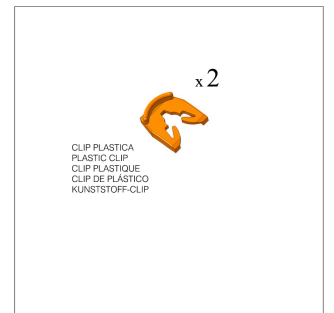 x 2
CLIP PLASTICA
PLASTIC CLIP
CLIP PLASTIQUE
CLIP DE PLÁSTICO
KUNSTSTOFF-CLIP